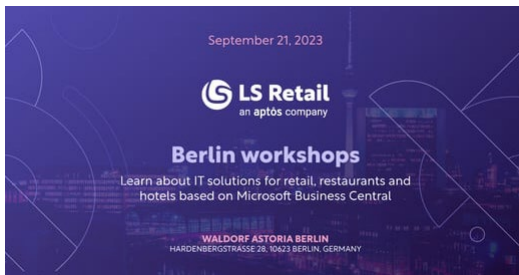 September 21, 2023
LS Retail
an aptós company
Berlin workshops
Learn about IT solutions for retail, restaurants and
hotels based on Microsoft Business Central
WALDORF ASTORIA BERLIN
HARDENBERGSTRASSE 28, 10623 BERLIN, GERMANY